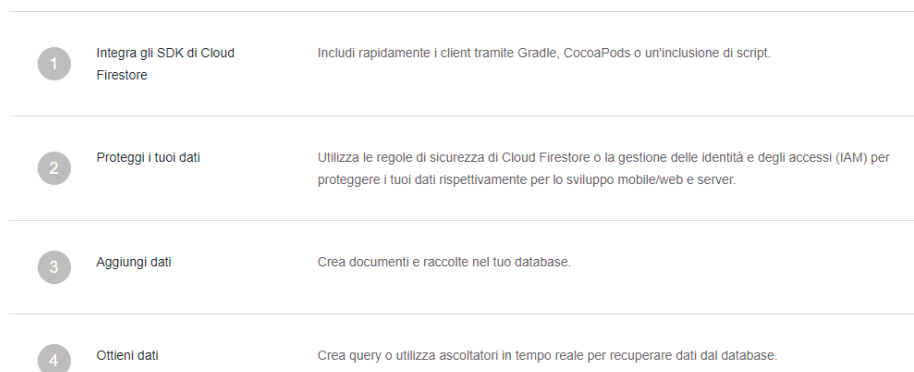 1
Integra gli SDK di Cloud
Firestore
Includi rapidamente i client tramite Gradle, CocoaPods o un'inclusione di script.
2
Proteggi i tuoi dati
Utilizza le regole di sicurezza di Cloud Firestore o la gestione delle identità e degli accessi (IAM) per
proteggere i tuoi dati rispettivamente per lo sviluppo mobile/web e server.
3
Aggiungi dati
Crea documenti e raccolte nel tuo database.
4
Ottieni dati
Crea query o utilizza ascoltatori in tempo reale per recuperare dati dal database.